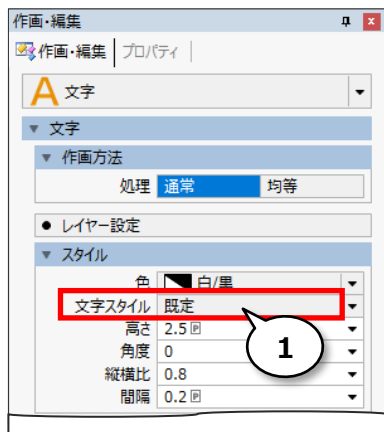 作画・編集
作画・編集 プロパティ
A 文字
文字
作画方法
処理 通常 均等
レイヤー設定
スタイル
色 白/黒
文字スタイル 既定
高さ 2.5 P
角度 0
縦横比 0.8
間隔 0.2 P
1